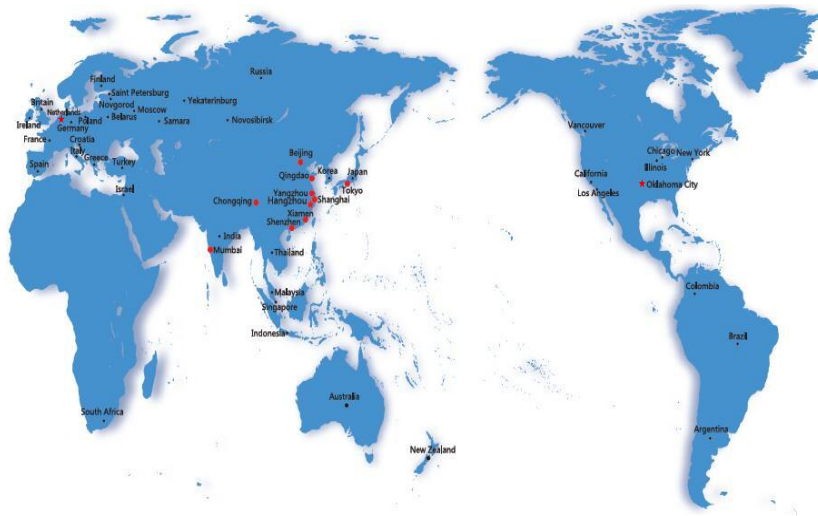 Russia
Finland
Saint Petersburg
Britain
Novgorod
Yekaterinburg
Netherlands
Moscow
Ireland
Poland
Belarus
Samara
Novosibirsk
Germany
France
Croatia
Italy
Greece
Spain
Turkey
Israel
Beijing
Qingdao
Korea
Japan
Tokyo
Yangzhou
Chongqing
Hangzhou
Shanghai
Xiamen
Shenzhen
India
Mumbai
Thailand
Malaysia
Singapore
Indonesia
South Africa
Australia
New Zealand
Vancouver
Chicago
New York
Illinois
California
Oklahoma City
Los Angeles
Colombia
Brazil
Argentina